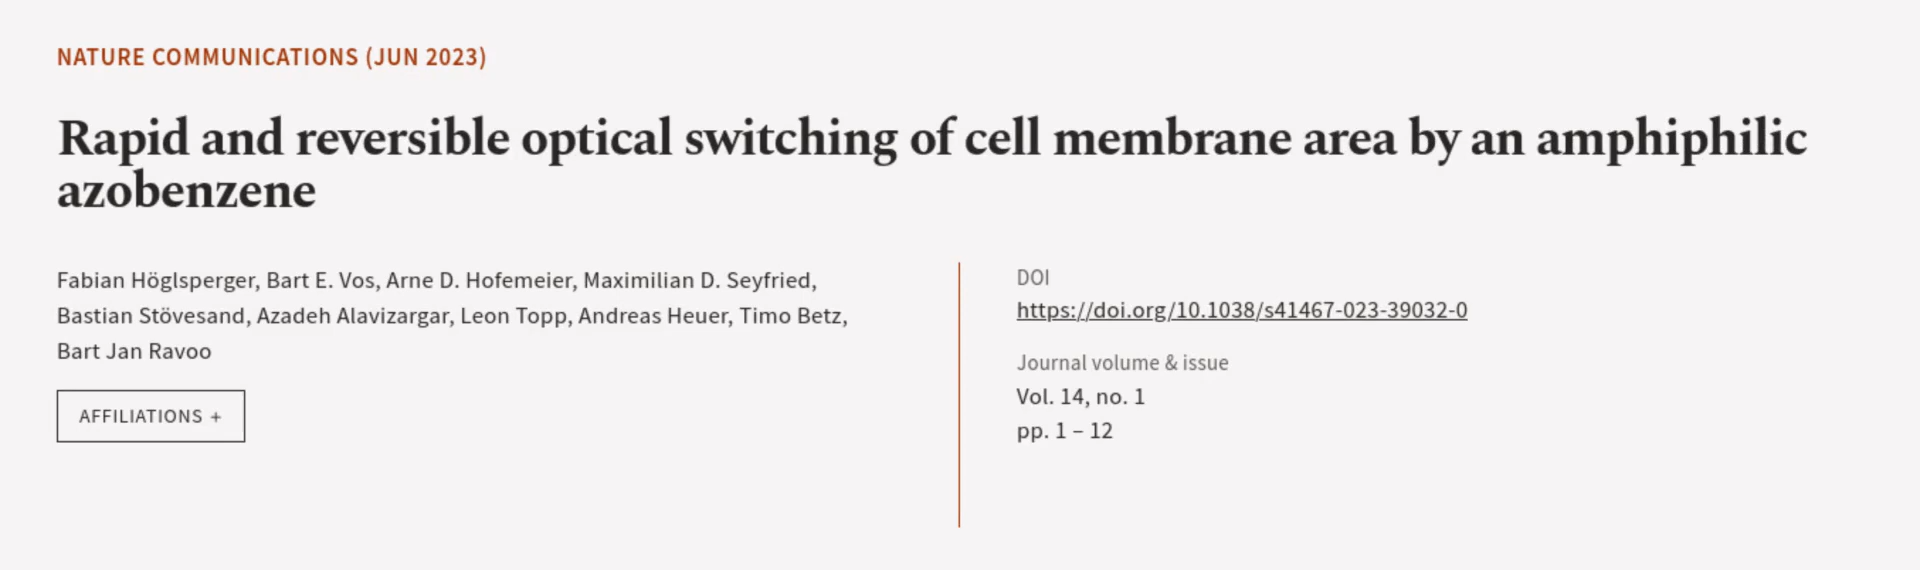 NATURE COMMUNICATIONS (JUN 2023)
Rapid and reversible optical switching of cell membrane area by an amphiphilic
azobenzene
Fabian Höglsperger, Bart E. Vos, Arne D. Hofemeier, Maximilian D. Seyfried,
Bastian Stövesand, Azadeh Alavizargar, Leon Topp, Andreas Heuer, Timo Betz,
Bart Jan Ravoo
AFFILIATIONS +
DOI
https://doi.org/10.1038/s41467-023-39032-0
Journal volume & issue
Vol. 14, no. 1
pp. 1 – 12